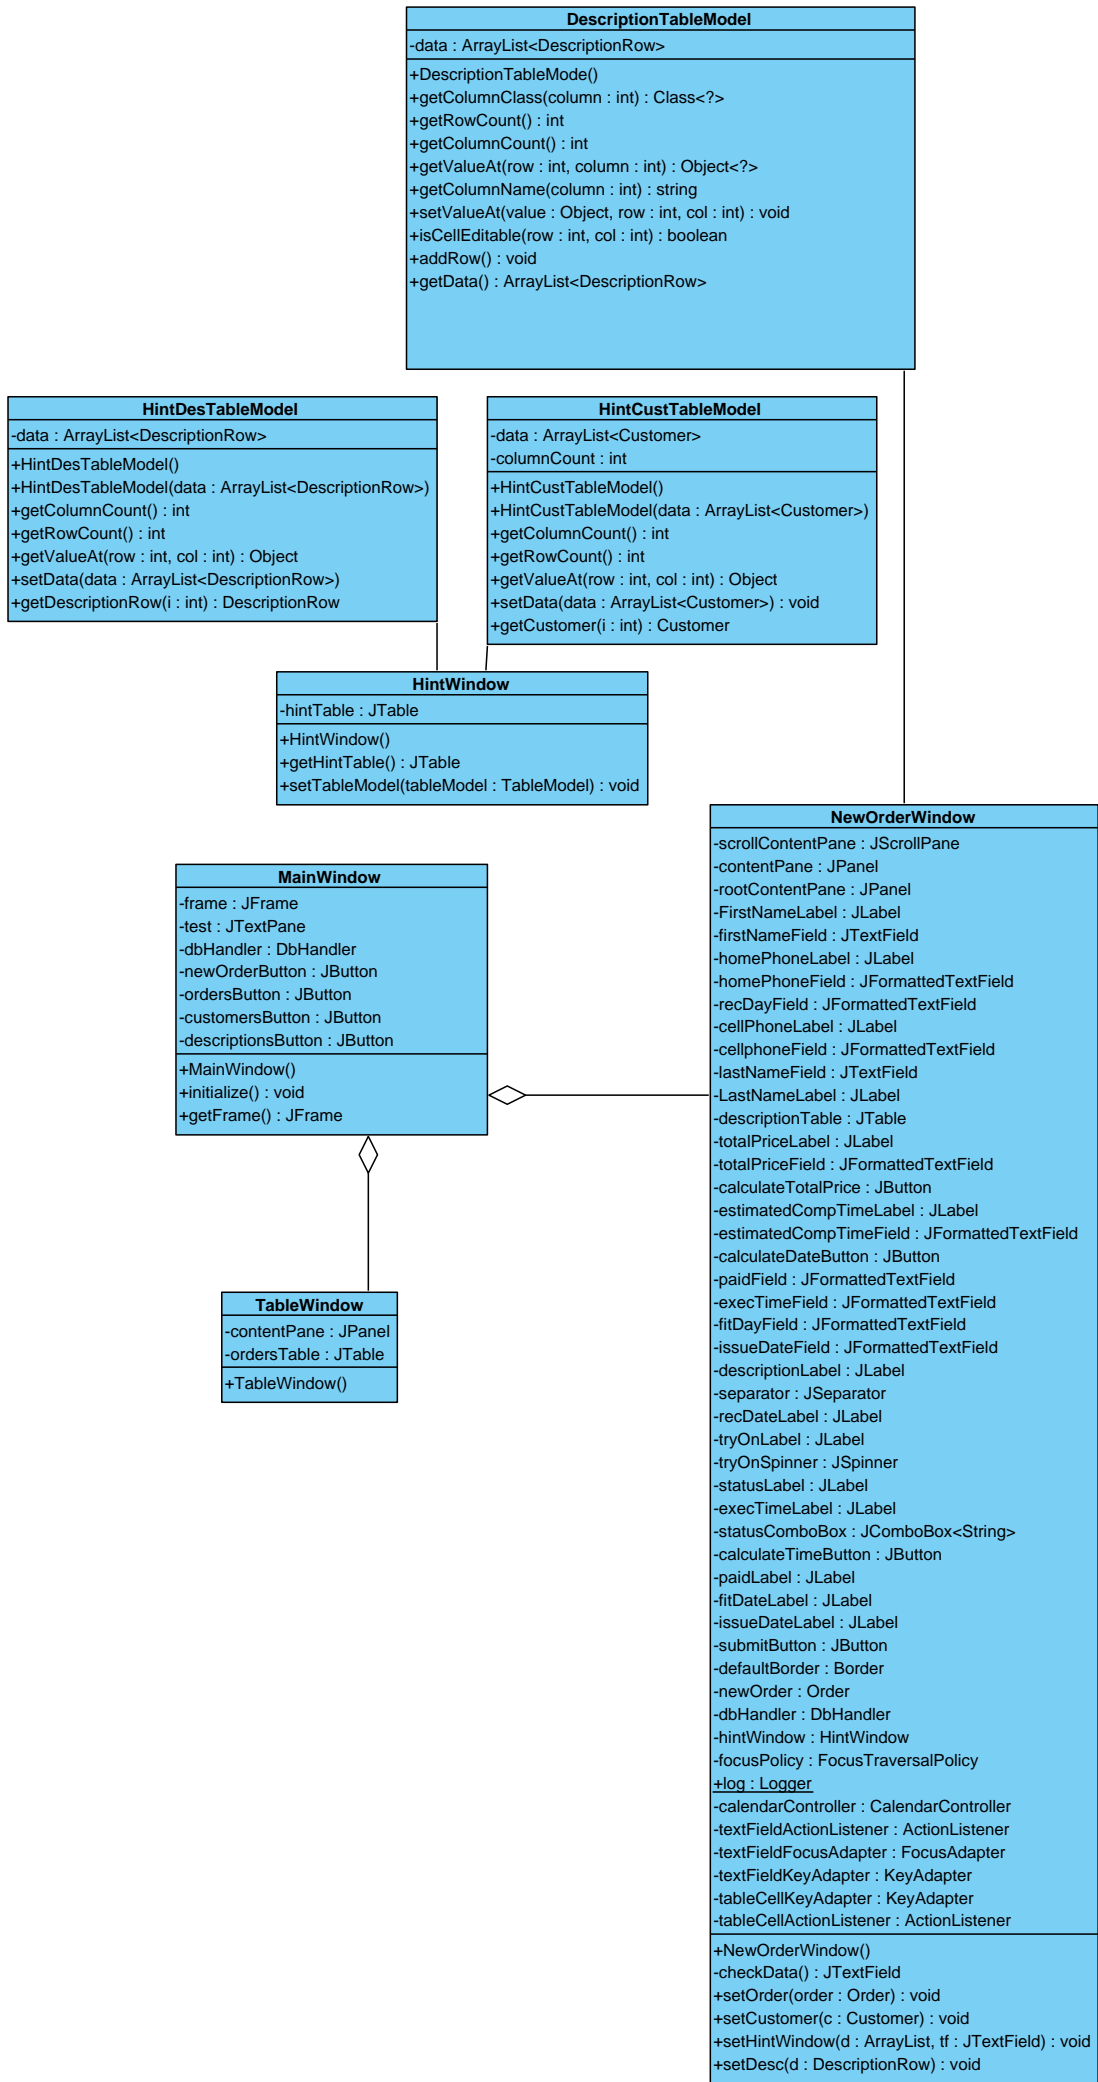 DescriptionTableModel
-data : ArrayList<DescriptionRow>
+DescriptionTableMode()
+getColumnClass(column : int) : Class<?>
+getRowCount() : int
+getColumnCount() : int
+getValueAt(row : int, column : int) : Object<?>
+getColumnName(column : int) : string
+setValueAt(value : Object, row : int, col : int) : void
+isCellEditable(row : int, col : int) : boolean
+addRow() : void
+getData() : ArrayList<DescriptionRow>
HintDesTableModel
-data : ArrayList<DescriptionRow>
+HintDesTableModel()
+HintDesTableModel(data : ArrayList<DescriptionRow>)
+getColumnCount() : int
+getRowCount() : int
+getValueAt(row : int, col : int) : Object
+setData(data : ArrayList<DescriptionRow>)
+getDescriptionRow(i : int) : DescriptionRow
HintCustTableModel
-data : ArrayList<Customer>
-columnCount : int
+HintCustTableModel()
+HintCustTableModel(data : ArrayList<Customer>)
+getColumnCount() : int
+getRowCount() : int
+getValueAt(row : int, col : int) : Object
+setData(data : ArrayList<Customer>) : void
+getCustomer(i : int) : Customer
HintWindow
-hintTable : JTable
+HintWindow()
+getHintTable() : JTable
+setTableModel(tableModel : TableModel) : void
MainWindow
-frame : JFrame
-test : JTextPane
-dbHandler : DbHandler
-newOrderButton : JButton
-ordersButton : JButton
-customersButton : JButton
-descriptionsButton : JButton
+MainWindow()
+initialize() : void
+getFrame() : JFrame
TableWindow
-contentPane : JPanel
-ordersTable : JTable
+TableWindow()
NewOrderWindow
-scrollContentPane : JScrollPane
-contentPane : JPanel
-rootContentPane : JPanel
-FirstNameLabel : JLabel
-firstNameField : JTextField
-homePhoneLabel : JLabel
-homePhoneField : JFormattedTextField
-recDayField : JFormattedTextField
-cellPhoneLabel : JLabel
-cellphoneField : JFormattedTextField
-lastNameField : JTextField
-LastNameLabel : JLabel
-descriptionTable : JTable
-totalPriceLabel : JLabel
-totalPriceField : JFormattedTextField
-calculateTotalPrice : JButton
-estimatedCompTimeLabel : JLabel
-estimatedCompTimeField : JFormattedTextField
-calculateDateButton : JButton
-paidField : JFormattedTextField
-execTimeField : JFormattedTextField
-fitDayField : JFormattedTextField
-issueDateField : JFormattedTextField
-descriptionLabel : JLabel
-separator : JSeparator
-recDateLabel : JLabel
-tryOnLabel : JLabel
-tryOnSpinner : JSpinner
-statusLabel : JLabel
-execTimeLabel : JLabel
-statusComboBox : JComboBox<String>
-calculateTimeButton : JButton
-paidLabel : JLabel
-fitDateLabel : JLabel
-issueDateLabel : JLabel
-submitButton : JButton
-defaultBorder : Border
-newOrder : Order
-dbHandler : DbHandler
-hintWindow : HintWindow
-focusPolicy : FocusTraversalPolicy
+log : Logger
-calendarController : CalendarController
-textFieldActionListener : ActionListener
-textFieldFocusAdapter : FocusAdapter
-textFieldKeyAdapter : KeyAdapter
-tableCellKeyAdapter : KeyAdapter
-tableCellActionListener : ActionListener
+NewOrderWindow()
-checkData() : JTextField
+setOrder(order : Order) : void
+setCustomer(c : Customer) : void
+setHintWindow(d : ArrayList, tf : JTextField) : void
+setDesc(d : DescriptionRow) : void